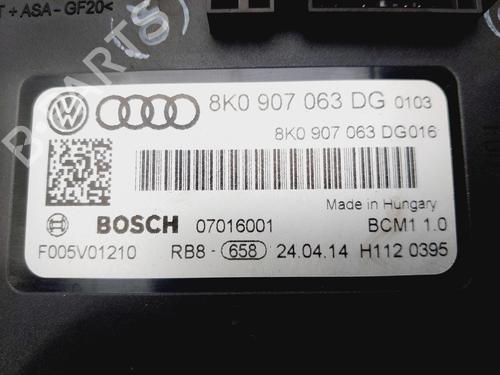 T + ASA - GF20<
B-PARTS
8K0 907 063 DG 0103
8K0 907 063 DG016
Made in Hungary
BOSCH 07016001 BCM1 1.0
F005V01210 RB8 - 658 24.04.14 H112 0395